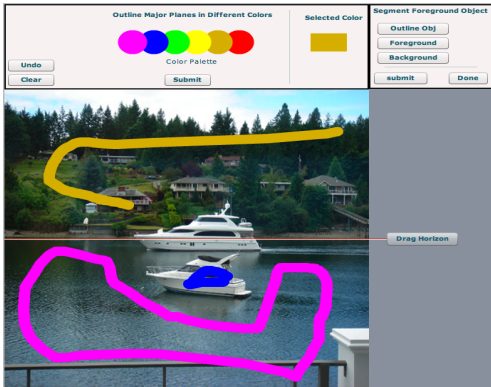 Outline Major Planes in Different Colors
Selected Color
Segment Foreground Object
Outline Obj
Foreground
Background
Color Palette
Undo
Clear
Submit
submit
Done
Drag Horizon